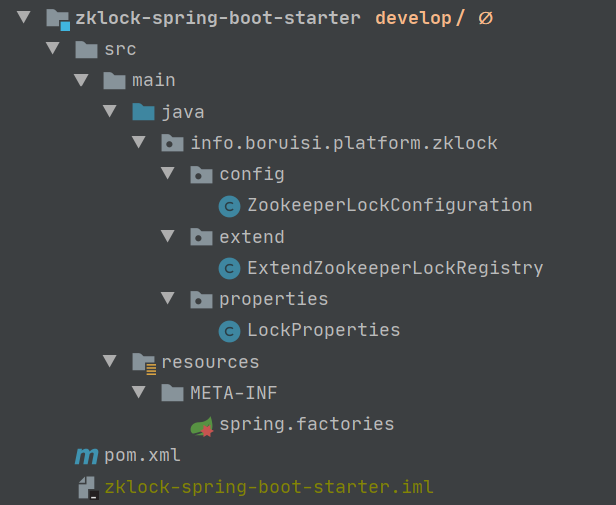 zklock-spring-boot-starter develop / Ø
src
main
java
info.boruisi.platform.zklock
config
C ZookeeperLockConfiguration
extend
C ExtendZookeeperLockRegistry
properties
C LockProperties
resources
META-INF
spring.factories
m pom.xml
zklock-spring-boot-starter.iml